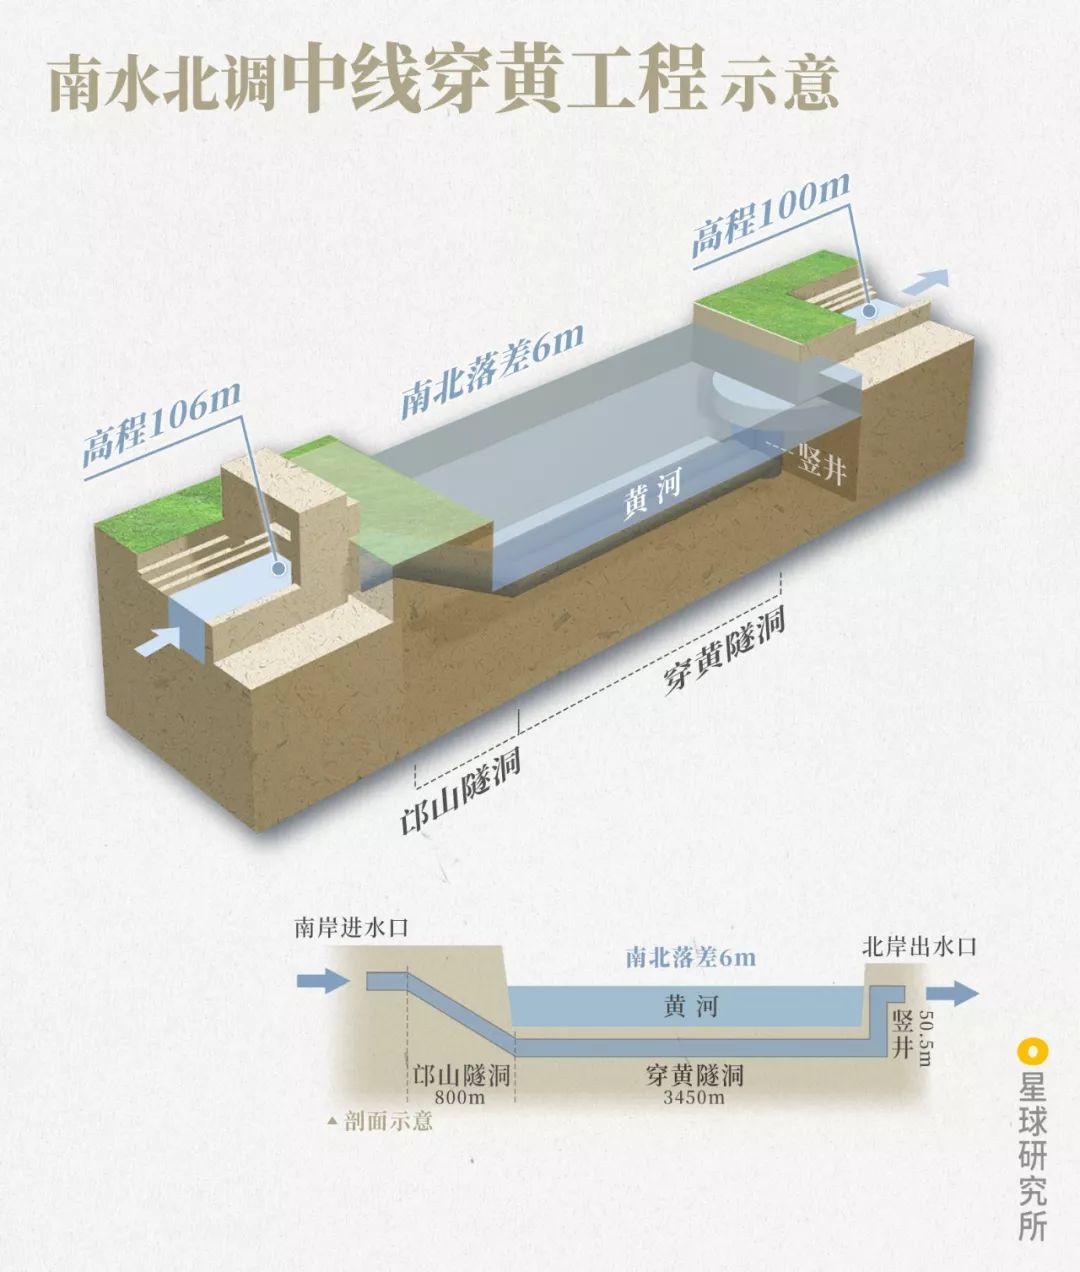 南水北调中线穿黄工程示意
高程100m
南北落差6m
高程106m
竖井
黄河
穿黄隧洞
邙山隧洞
南岸进水口
北岸出水口
南北落差6m
黄河
竖井
50.5m
邙山隧洞
800m
穿黄隧洞
3450m
▲剖面示意
星球研究所